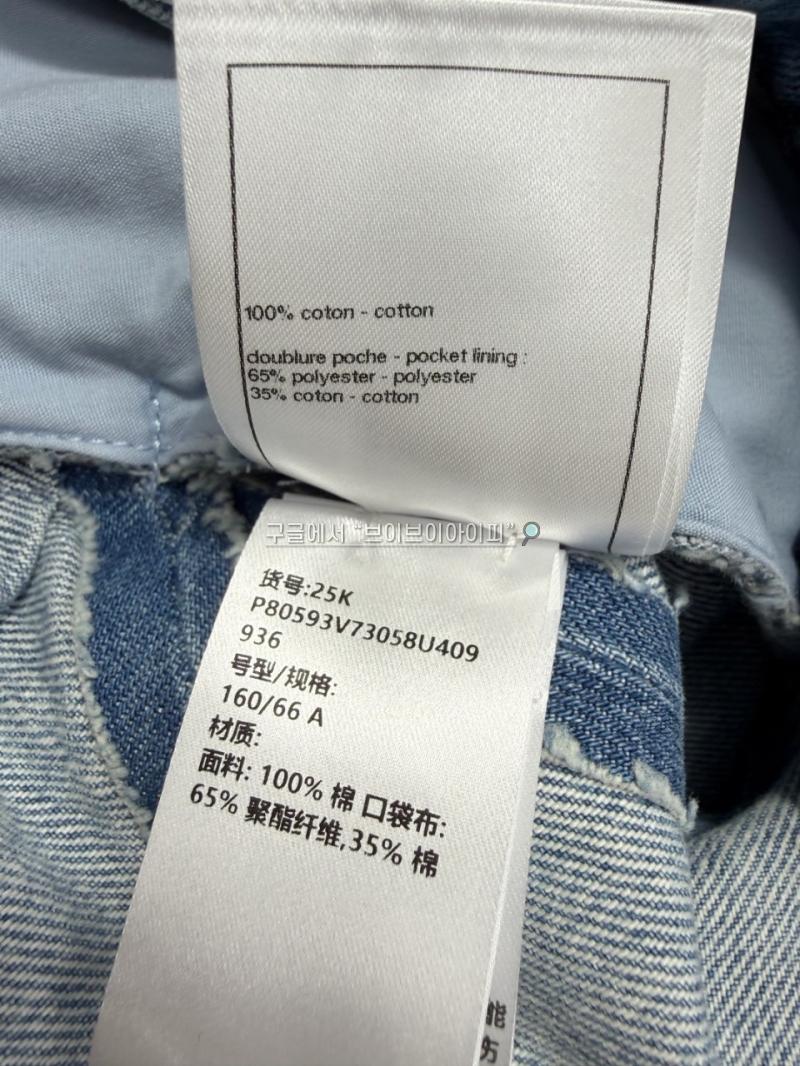 100% coton - cotton
doublure poche - pocket lining :
65% polyester - polyester
35% coton - cotton
구글에서 “브이브이아이피”
货号:25K
P80593V73058U409
936
号型/规格:
160/66 A
材质:
面料: 100% 棉 口袋布:
65% 聚酯纤维,35% 棉
能